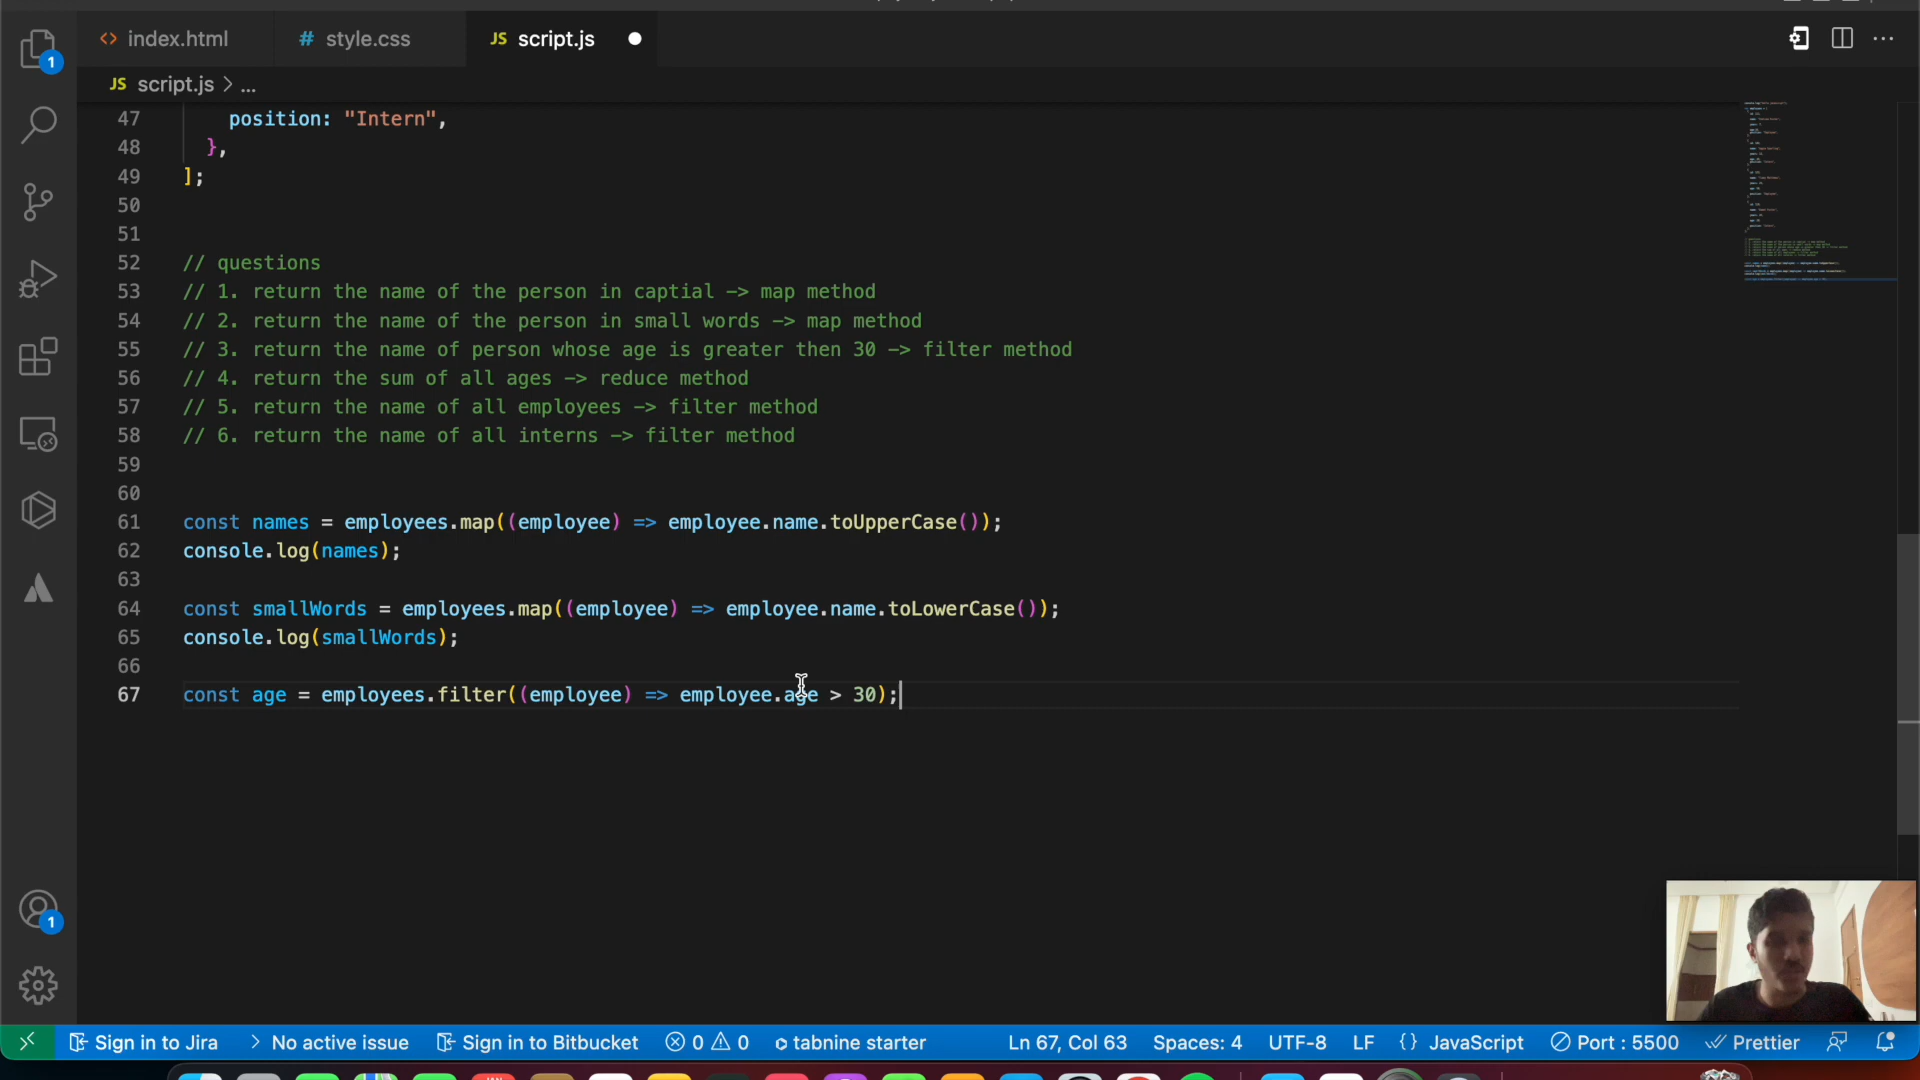 index.html
style.css
JS script.js
JS script.js > ...
47 position: "Intern",
48 },
49 ];
50
51
52 // questions
53 // 1. return the name of the person in captial -> map method
54 // 2. return the name of the person in small words -> map method
55 // 3. return the name of person whose age is greater then 30 -> filter method
56 // 4. return the sum of all ages -> reduce method
57 // 5. return the name of all employees -> filter method
58 // 6. return the name of all interns -> filter method
59
60
61 const names = employees.map((employee) => employee.name.toUpperCase());
62 console.log(names);
63
64 const smallWords = employees.map((employee) => employee.name.toLowerCase());
65 console.log(smallWords);
66
67 const age = employees.filter((employee) => employee.age > 30);
1
1
Sign in to Jira > No active issue Sign in to Bitbucket 0 0 tabnine starter Ln 67, Col 63 Spaces: 4 UTF-8 LF {} JavaScript Port : 5500 Prettier